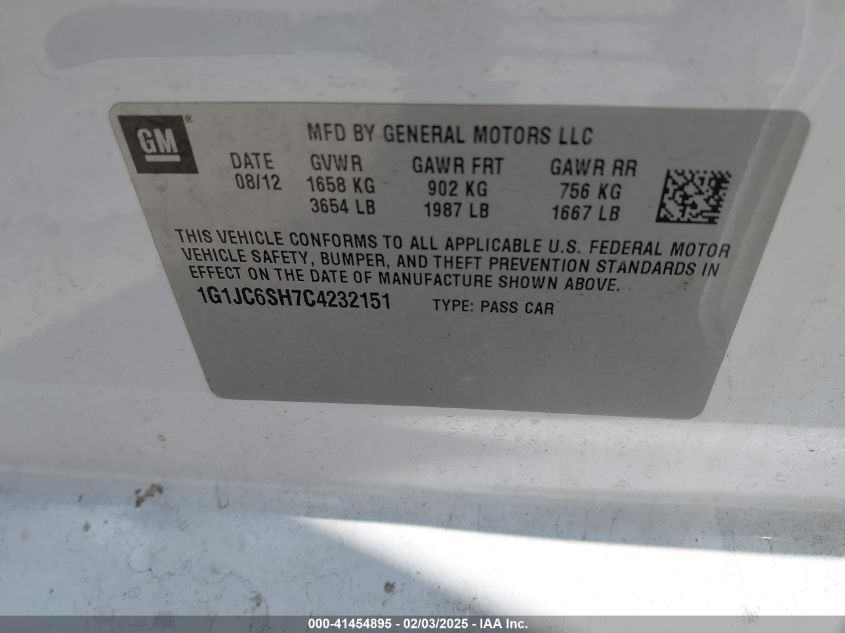 GM®
MFD BY GENERAL MOTORS LLC
DATE GVWR GAWR FRT GAWR RR
08/12 1658 KG 902 KG 756 KG
3654 LB 1987 LB 1667 LB
THIS VEHICLE CONFORMS TO ALL APPLICABLE U.S. FEDERAL MOTOR
VEHICLE SAFETY, BUMPER, AND THEFT PREVENTION STANDARDS IN
EFFECT ON THE DATE OF MANUFACTURE SHOWN ABOVE.
1G1JC6SH7C4232151 TYPE: PASS CAR
000-41454895 - 02/03/2025 - IAAI.com